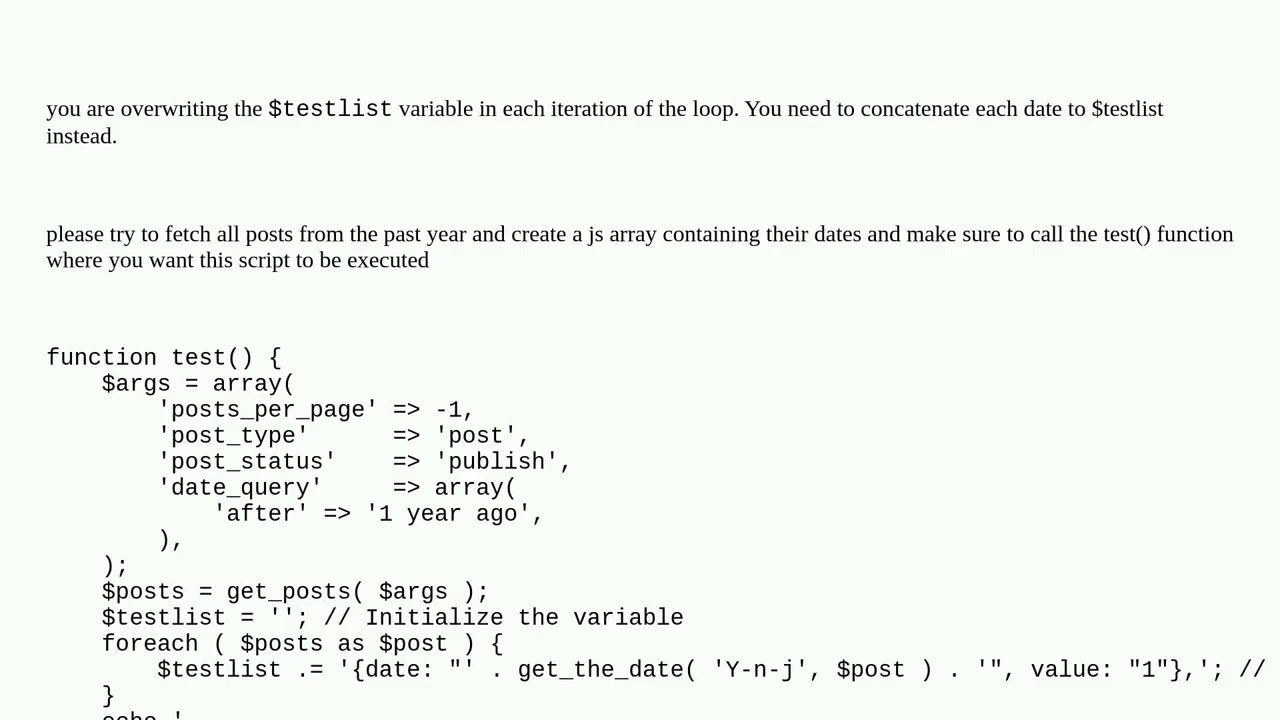 you are overwriting the $testlist variable in each iteration of the loop. You need to concatenate each date to $testlist
instead.
please try to fetch all posts from the past year and create a js array containing their dates and make sure to call the test() function
where you want this script to be executed
function test() {
    $args = array(
        'posts_per_page' => -1,
        'post_type'      => 'post',
        'post_status'    => 'publish',
        'date_query'     => array(
            'after' => '1 year ago',
        ),
    );
    $posts = get_posts( $args );
    $testlist = ''; // Initialize the variable
    foreach ( $posts as $post ) {
        $testlist .= '{date: "' . get_the_date( 'Y-n-j', $post ) . '", value: "1"},'; //
    }
    echo '